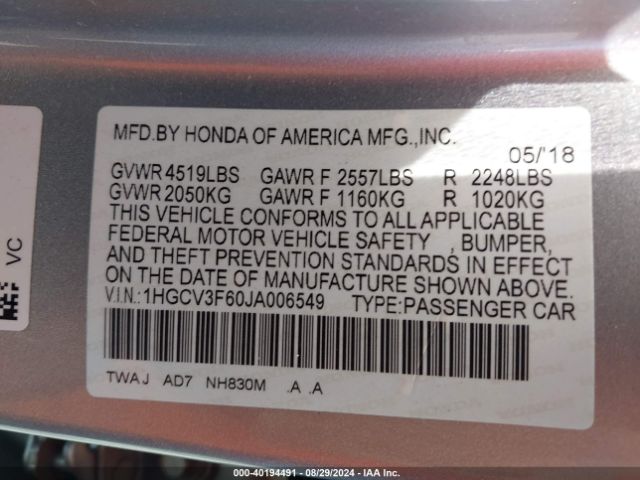 MFD.BY HONDA OF AMERICA MFG.,INC.
05/'18
GVWR 4519LBS GAWR F 2557LBS R 2248LBS
GVWR 2050KG GAWR F 1160KG R 1020KG
THIS VEHICLE CONFORMS TO ALL APPLICABLE
FEDERAL MOTOR VEHICLE SAFETY , BUMPER,
AND THEFT PREVENTION STANDARDS IN EFFECT
ON THE DATE OF MANUFACTURE SHOWN ABOVE.
V.I.N.:1HGCV3F60JA006549 TYPE:PASSENGER CAR
TWA J AD7 NH830M .A .A
VC
© - 40194491 - 08/29/2024 - IAA Inc.